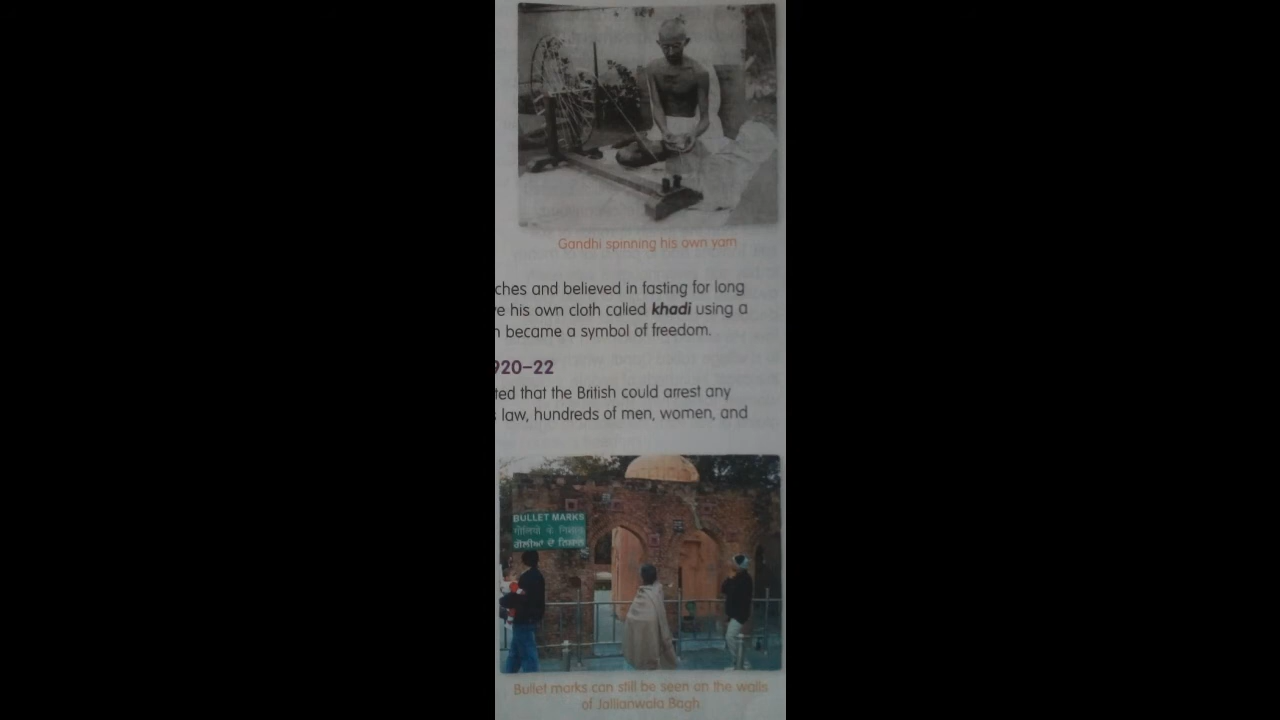 Gandhi spinning his own yarn
ches and believed in fasting for long
e his own cloth called khadi using a
became a symbol of freedom.
920–22
ted that the British could arrest any
law, hundreds of men, women, and
BULLET MARKS
गोलियों के निशान
ਗੋਲੀਆਂ ਦੇ ਨਿਸ਼ਾਨ
Bullet marks can still be seen on the walls
of Jallianwala Bagh